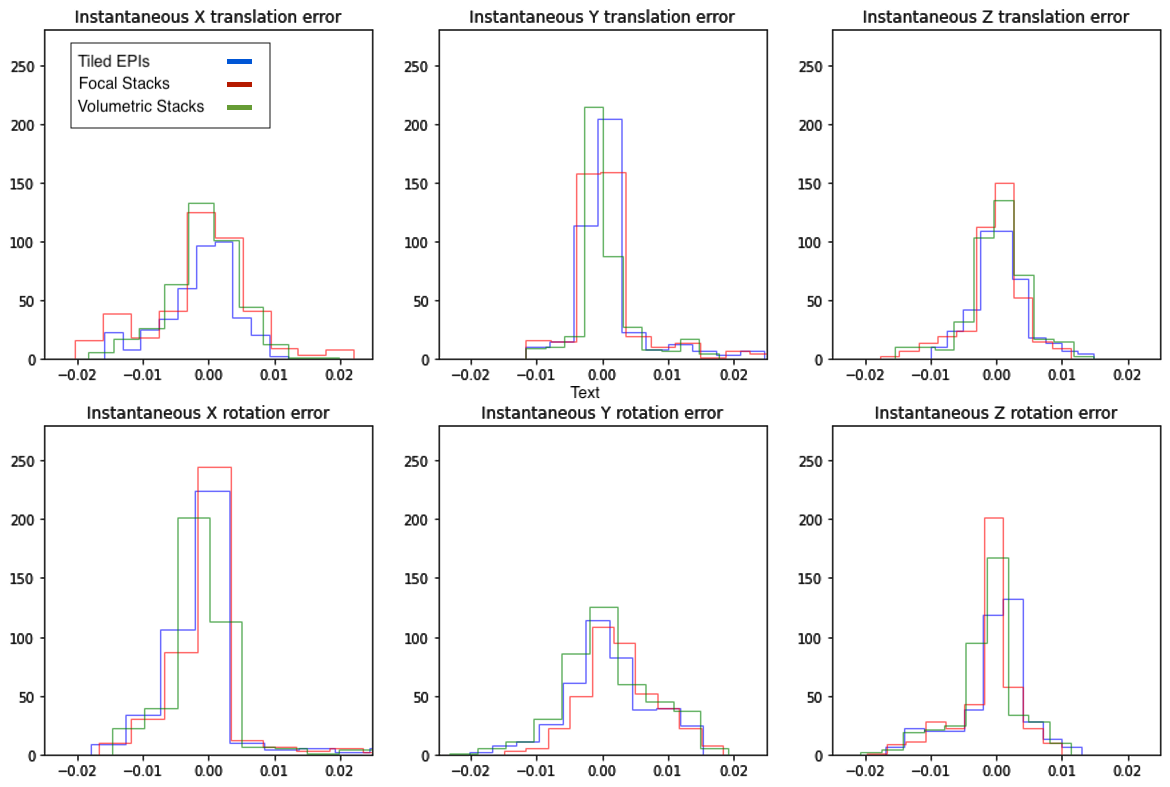 Instantaneous X translation error Instantaneous Y translation error Instantaneous Z translation error
Tiled EPIs
Focal Stacks
Volumetric Stacks
250 250 250
200 200 200
150 150 150
100 100 100
50 50 50
0 0 0
−0.02 −0.01 0.00 0.01 0.02 −0.02 −0.01 0.00 0.01 0.02 −0.02 −0.01 0.00 0.01 0.02
Text
Instantaneous X rotation error Instantaneous Y rotation error Instantaneous Z rotation error
250 250 250
200 200 200
150 150 150
100 100 100
50 50 50
0 0 0
−0.02 −0.01 0.00 0.01 0.02 −0.02 −0.01 0.00 0.01 0.02 −0.02 −0.01 0.00 0.01 0.02